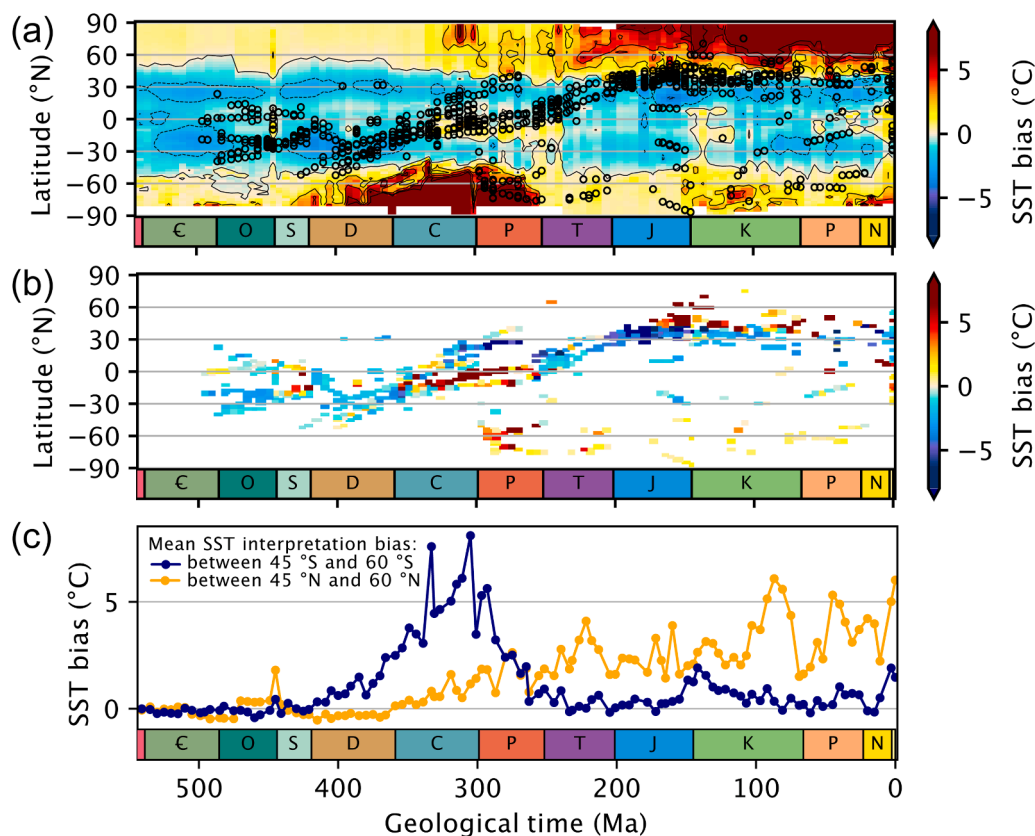 (a)
90
60
30
0
−30
−60
−90
Latitude (°N)
Є O S D C P T J K P N
5
0
−5
SST bias (°C)
(b)
90
60
30
0
−30
−60
−90
Latitude (°N)
Є O S D C P T J K P N
5
0
−5
SST bias (°C)
(c)
Mean SST interpretation bias:
between 45 °S and 60 °S
between 45 °N and 60 °N
5
0
SST bias (°C)
Є O S D C P T J K P N
500 400 300 200 100 0
Geological time (Ma)